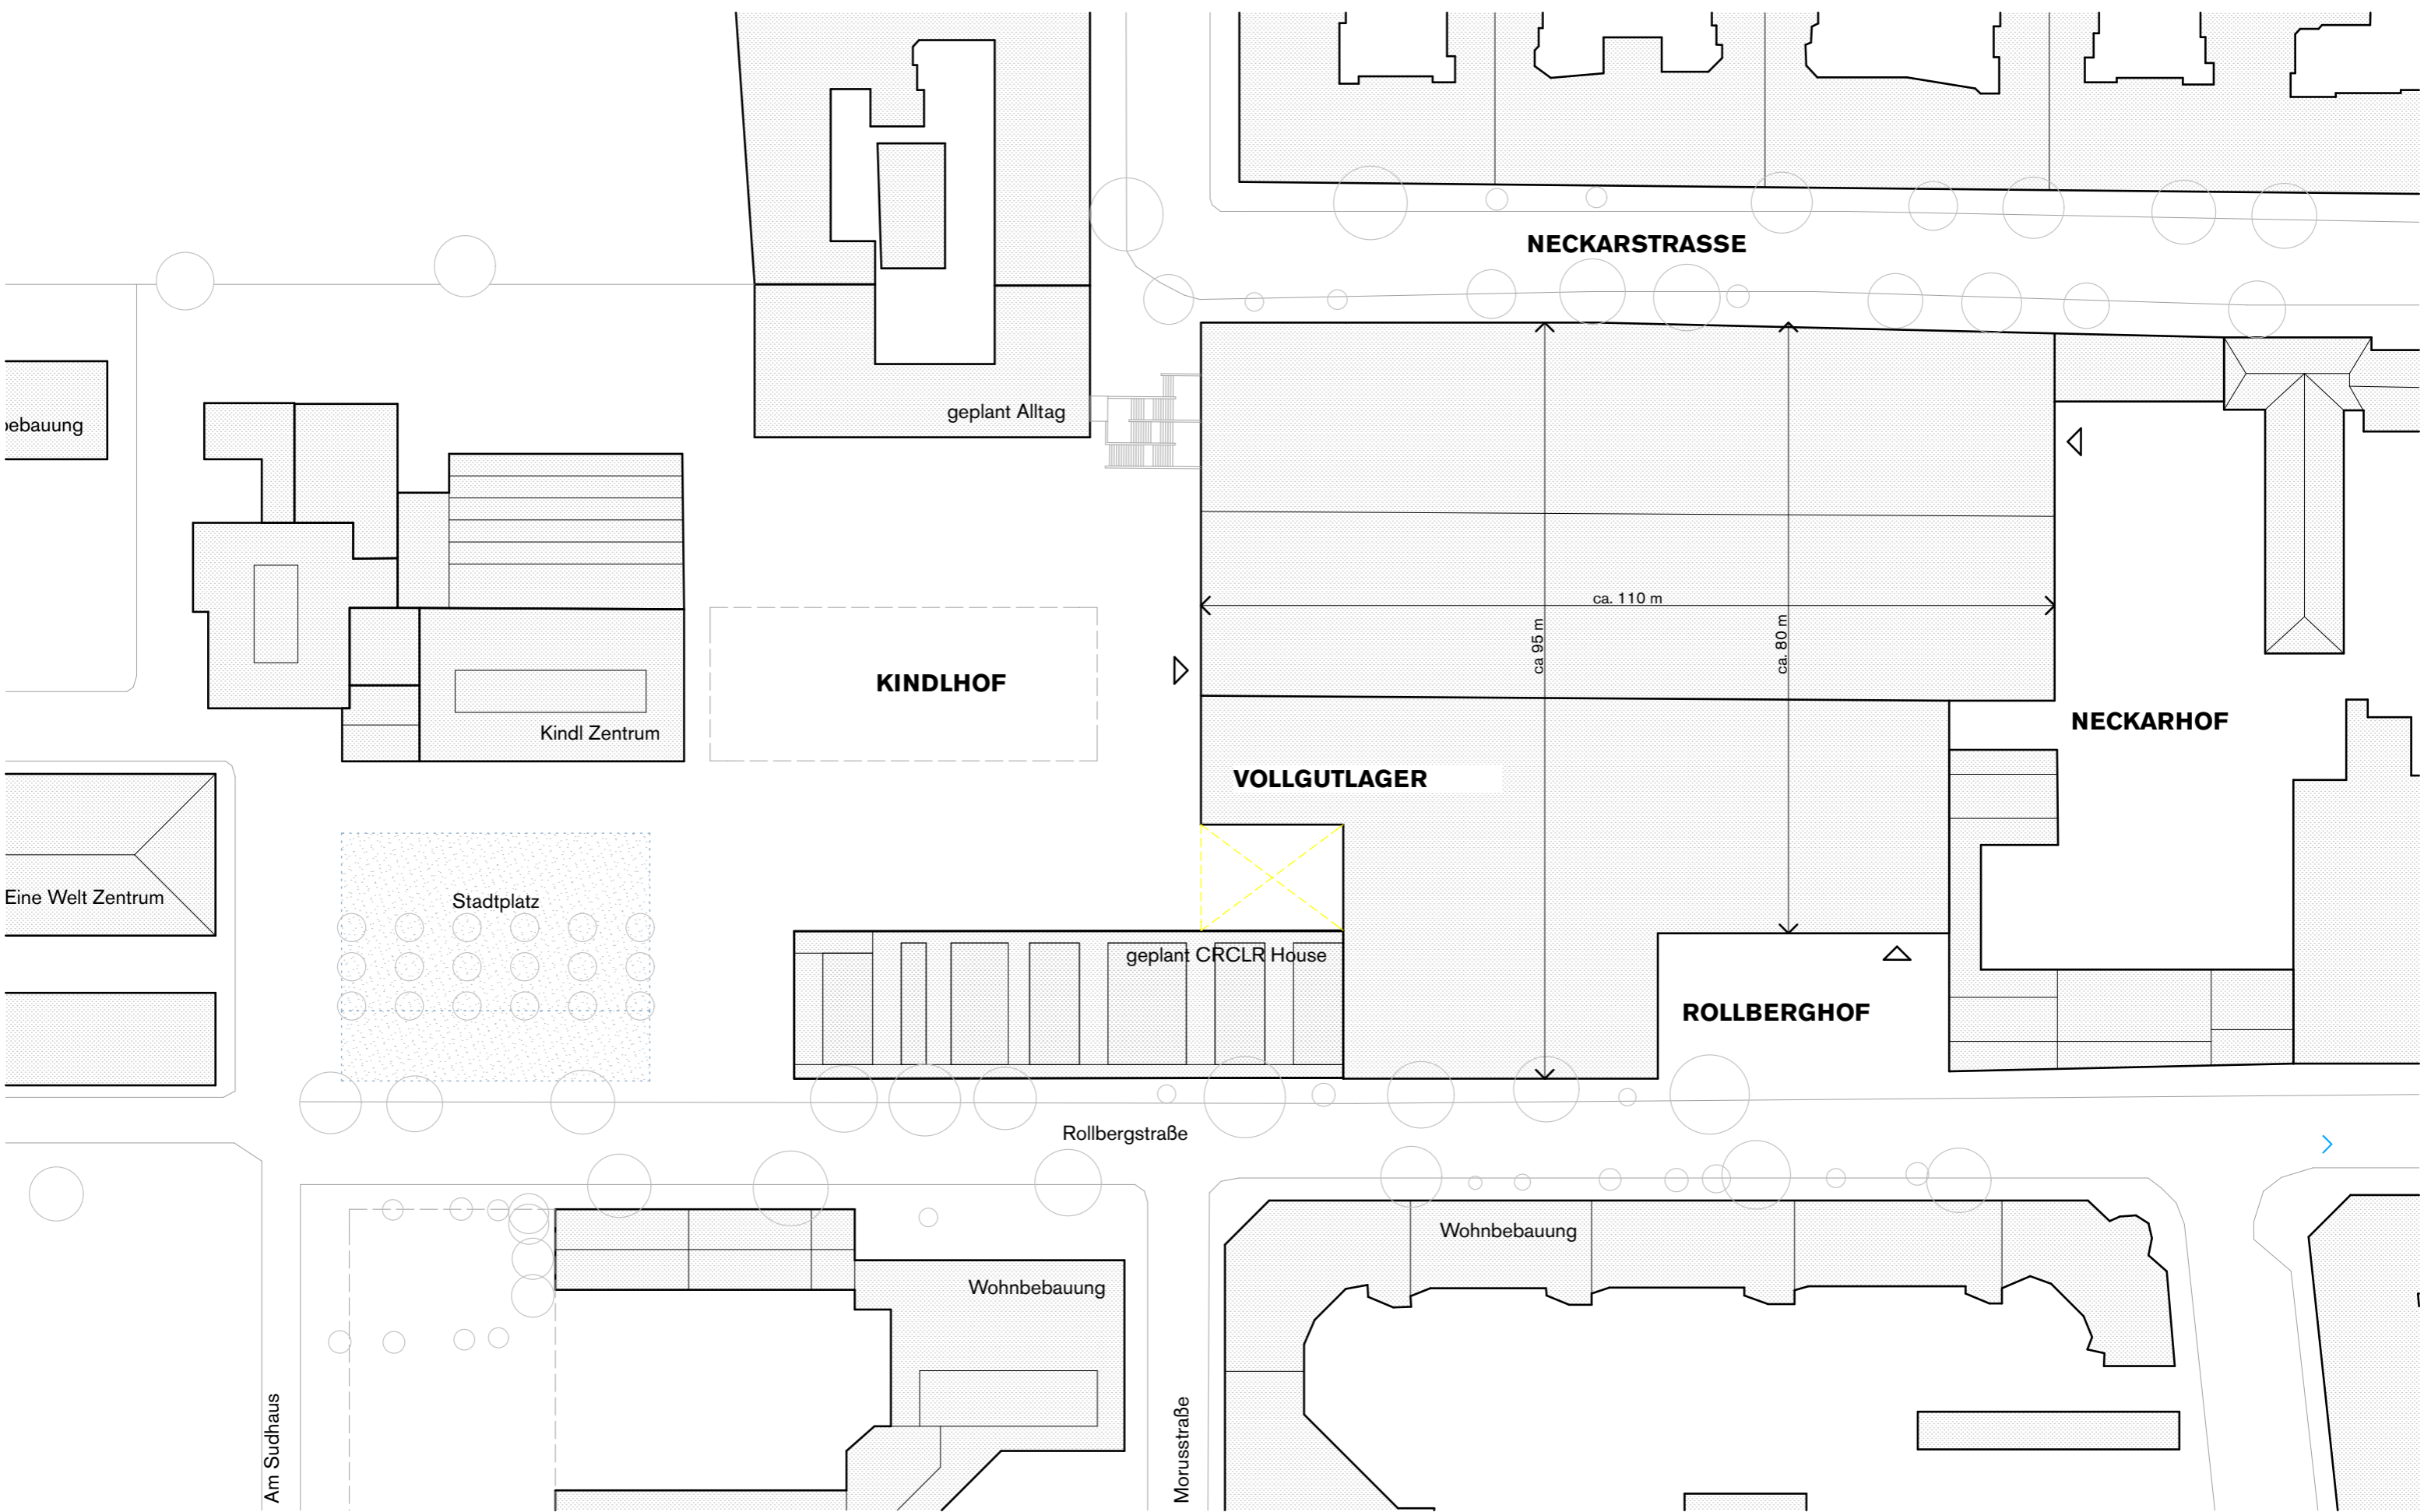 NECKARSTRASSE
geplant Alltag
ebauung
ca. 110 m
ca 95 m
ca. 80 m
KINDLHOF
NECKARHOF
Kindl Zentrum
VOLLGUTLAGER
Eine Welt Zentrum
Stadtplatz
geplant CRCLR House
ROLLBERGHOF
Rollbergstraße
Wohnbebauung
Wohnbebauung
Am Sudhaus
Morusstraße